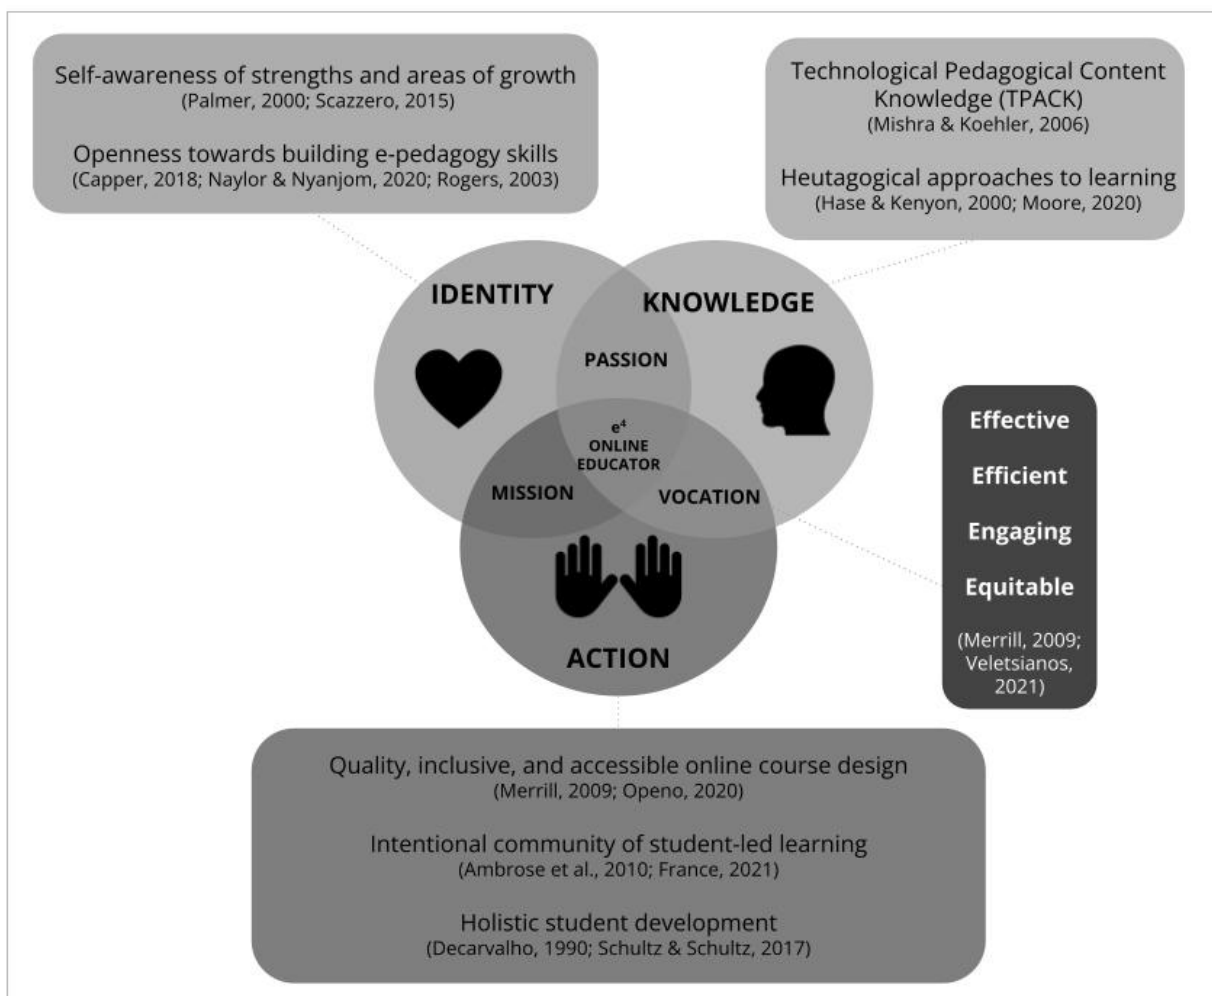 Self-awareness of strengths and areas of growth
(Palmer, 2000; Scazzero, 2015)
Openness towards building e-pedagogy skills
(Capper, 2018; Naylor & Nyanjom, 2020; Rogers, 2003)
Technological Pedagogical Content
Knowledge (TPACK)
(Mishra & Koehler, 2006)
Heutagogical approaches to learning
(Hase & Kenyon, 2000; Moore, 2020)
IDENTITY
KNOWLEDGE
PASSION
e⁴
ONLINE
EDUCATOR
MISSION
VOCATION
ACTION
Effective
Efficient
Engaging
Equitable
(Merrill, 2009;
Veletsianos,
2021)
Quality, inclusive, and accessible online course design
(Merrill, 2009; Openo, 2020)
Intentional community of student-led learning
(Ambrose et al., 2010; France, 2021)
Holistic student development
(Decarvalho, 1990; Schultz & Schultz, 2017)